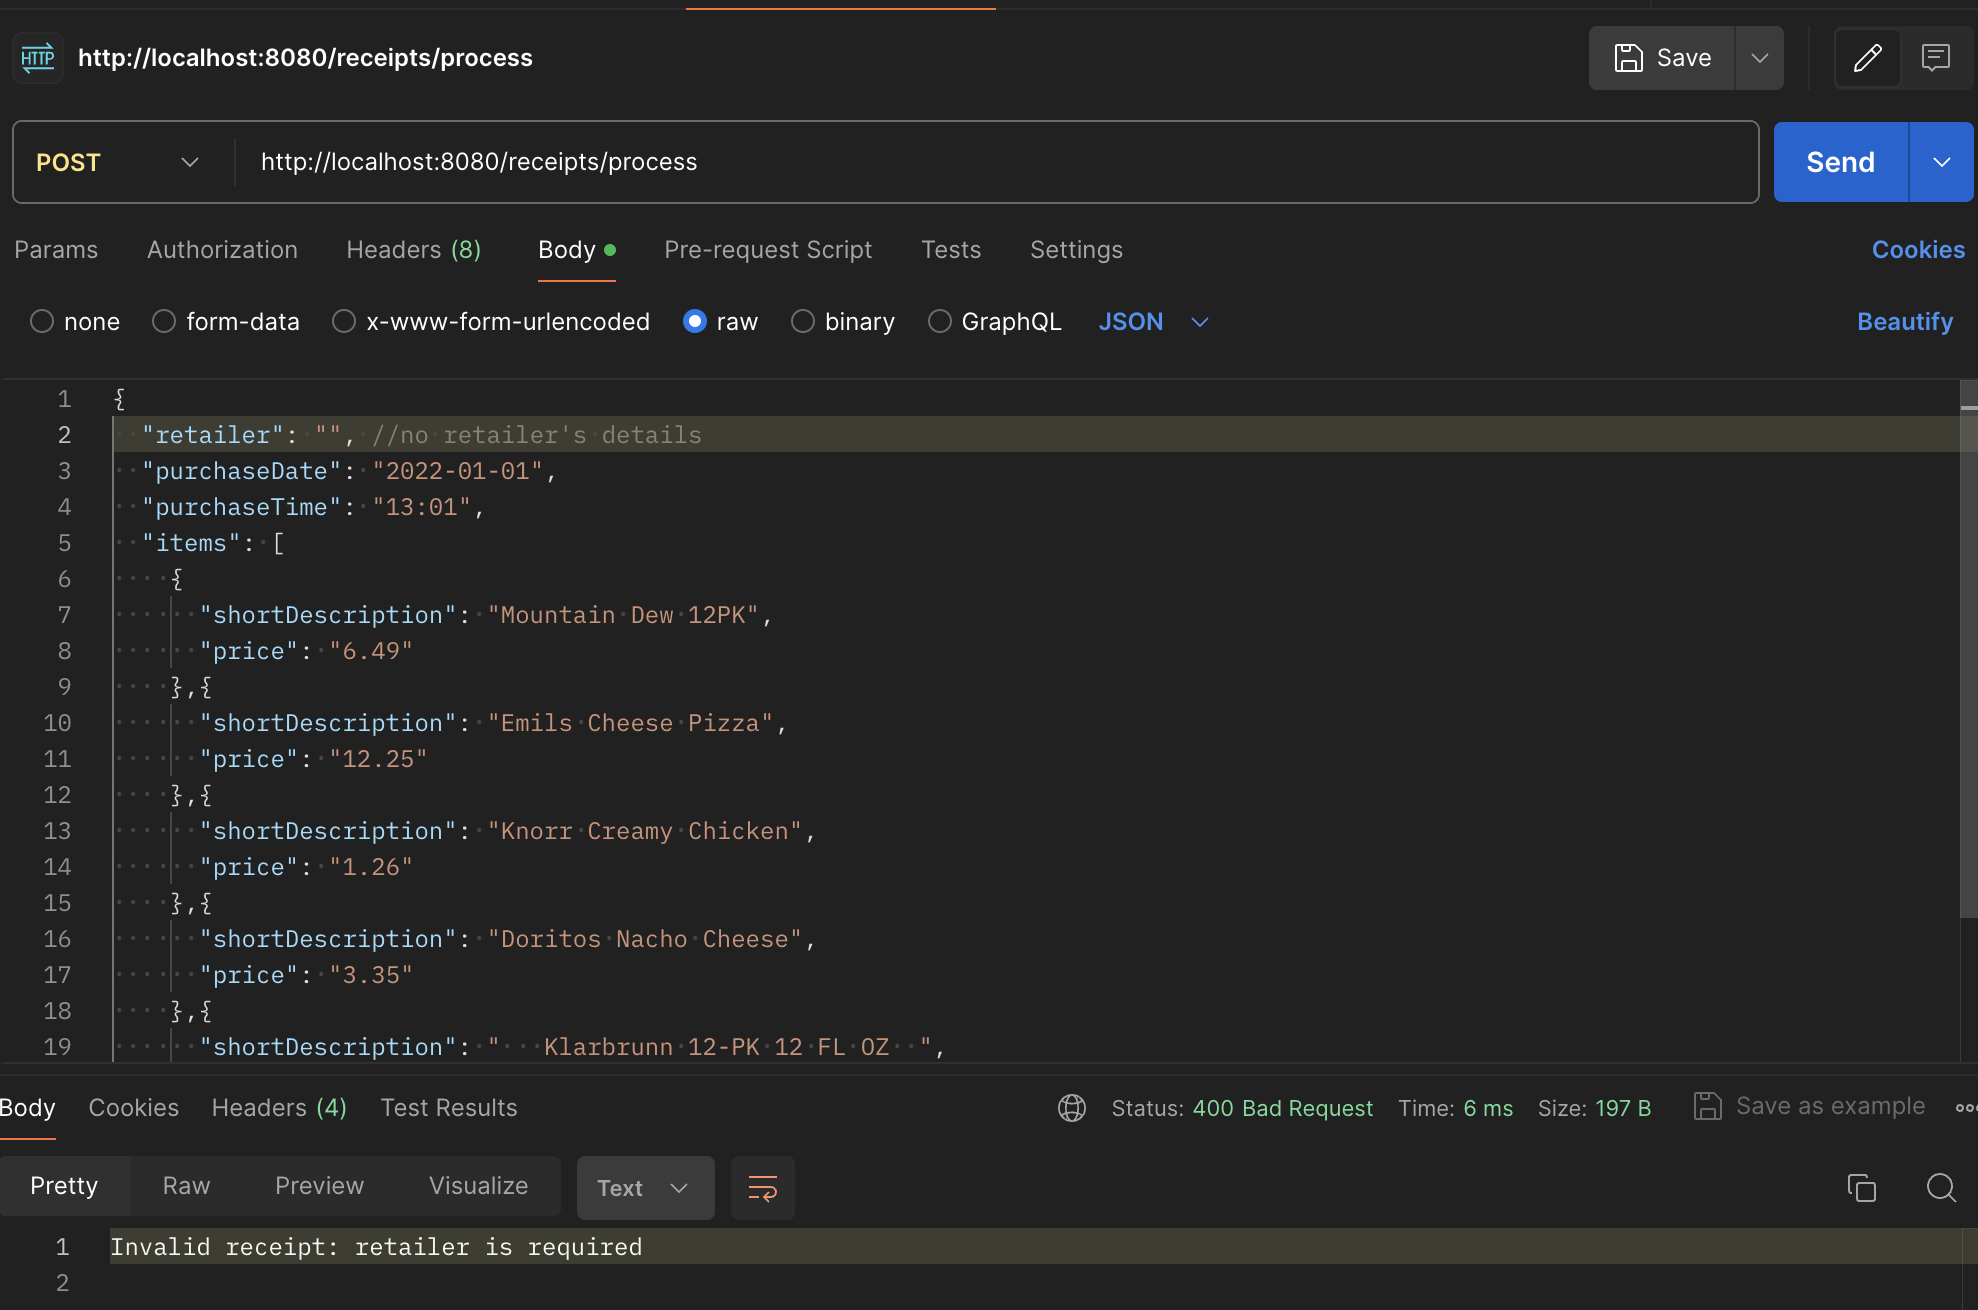 HTTP http://localhost:8080/receipts/process Save
POST http://localhost:8080/receipts/process Send
Params Authorization Headers (8) Body Pre-request Script Tests Settings Cookies
none form-data x-www-form-urlencoded raw binary GraphQL JSON Beautify
1 {
2 "retailer": "", //no retailer's details
3 "purchaseDate": "2022-01-01",
4 "purchaseTime": "13:01",
5 "items": [
6 {
7 "shortDescription": "Mountain Dew 12PK",
8 "price": "6.49"
9 },{
10 "shortDescription": "Emils Cheese Pizza",
11 "price": "12.25"
12 },{
13 "shortDescription": "Knorr Creamy Chicken",
14 "price": "1.26"
15 },{
16 "shortDescription": "Doritos Nacho Cheese",
17 "price": "3.35"
18 },{
19 "shortDescription": "   Klarbrunn 12-PK 12 FL OZ  ",
Body Cookies Headers (4) Test Results Status: 400 Bad Request Time: 6 ms Size: 197 B Save as example
Pretty Raw Preview Visualize Text
1 Invalid receipt: retailer is required
2